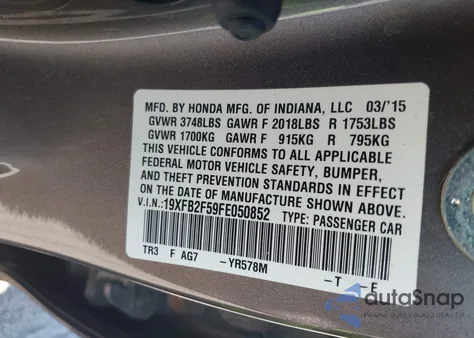 MFD. BY HONDA MFG. OF INDIANA, LLC 03/'15
GVWR 3748LBS GAWR F 2018LBS R 1753LBS
GVWR 1700KG GAWR F 915KG R 795KG
THIS VEHICLE CONFORMS TO ALL APPLICABLE
FEDERAL MOTOR VEHICLE SAFETY, BUMPER,
AND THEFT PREVENTION STANDARDS IN EFFECT
ON THE DATE OF MANUFACTURE SHOWN ABOVE.
V.I.N.: 19XFB2F59FE050852 TYPE: PASSENGER CAR
TR3 F AG7 -YR578M -T -E
autaSnap